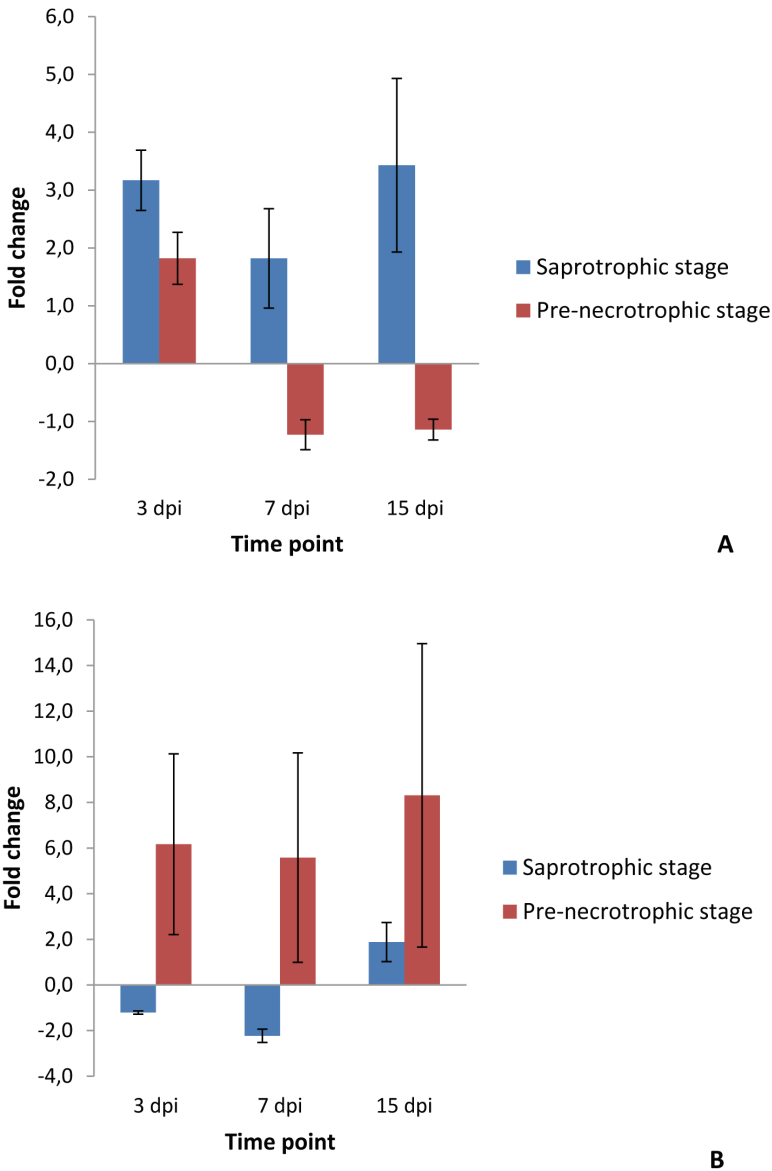 6,0
5,0
4,0
3,0
2,0
1,0
0,0
-1,0
-2,0
Fold change
3 dpi 7 dpi 15 dpi
Time point
Saprotrophic stage
Pre-necrotrophic stage
A
16,0
14,0
12,0
10,0
8,0
6,0
4,0
2,0
0,0
-2,0
-4,0
Fold change
3 dpi 7 dpi 15 dpi
Time point
Saprotrophic stage
Pre-necrotrophic stage
B